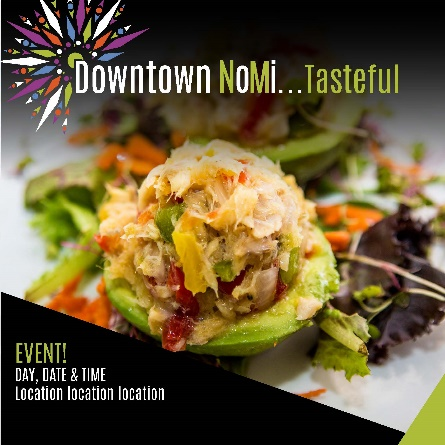 Downtown NoMi...Tasteful
EVENT!
DAY, DATE & TIME
Location location location